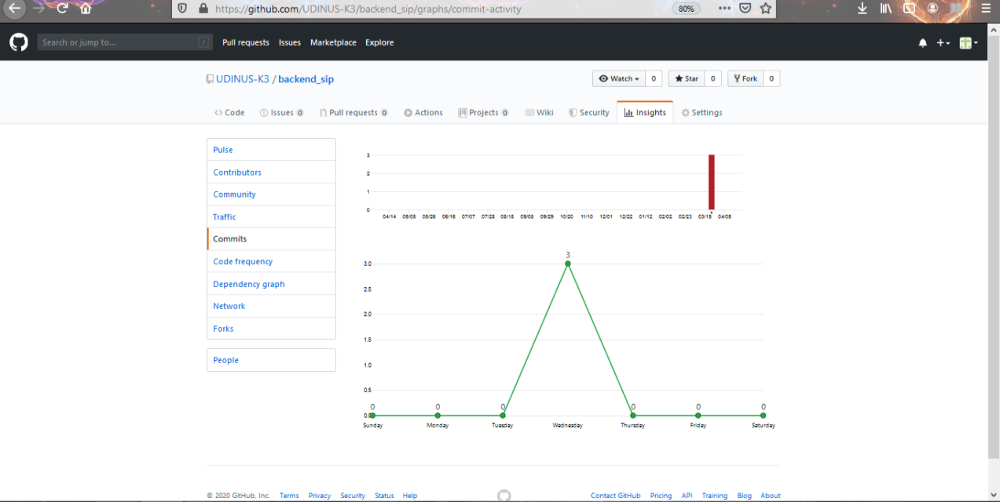 https://github.com/UDINUS-K3/backend_sip/graphs/commit-activity 80%
Search or jump to... / Pull requests Issues Marketplace Explore
UDINUS-K3 / backend_sip Watch 0 Star 0 Fork 0
Code Issues 0 Pull requests 0 Actions Projects 0 Wiki Security Insights Settings
Pulse
Contributors
Community
Traffic
Commits
Code frequency
Dependency graph
Network
Forks
People
3
2
1
0
04/14 05/05 05/26 06/16 07/07 07/28 08/18 09/08 09/29 10/20 11/10 12/01 12/22 01/12 02/02 02/23 03/15 04/05
3
3.0
2.5
2.0
1.5
1.0
0.5
0 0 0 0 0 0
0.0
Sunday Monday Tuesday Wednesday Thursday Friday Saturday
© 2020 GitHub, Inc. Terms Privacy Security Status Help Contact GitHub Pricing API Training Blog About